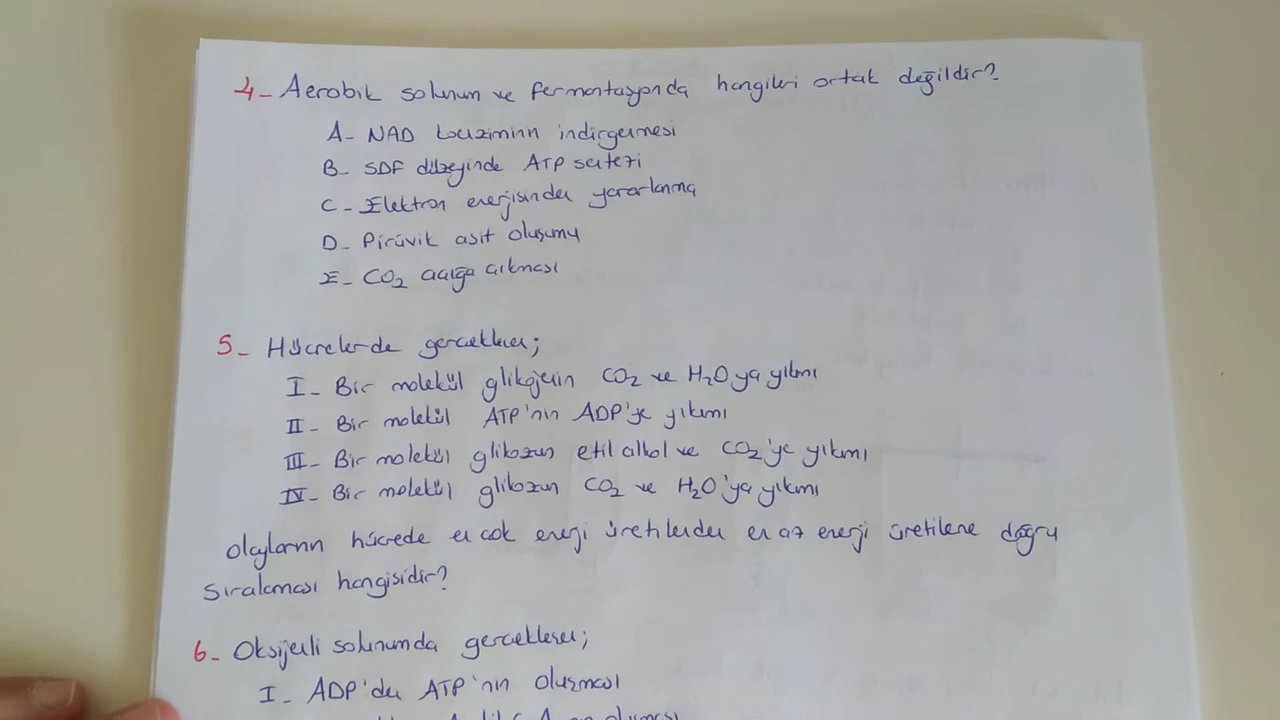 4- Aerobik solunum ve fermantasyonda hangileri ortak değildir?
A- NAD koenziminin indirgenmesi
B- SDF düzeyinde ATP sentezi
C- Elektron enerjisinden yararlanma
D- Pirüvik asit oluşumu
E- CO₂ açığa çıkması
5- Hücrelerde gerçekleşen;
I- Bir molekül glikojenin CO₂ ve H₂O ya yıkımı
II- Bir molekül ATP'nin ADP'ye yıkımı
III- Bir molekül glikozun etil alkol ve CO₂'ye yıkımı
IV- Bir molekül glikozun CO₂ ve H₂O'ya yıkımı
olaylarının hücrede en çok enerji üretilenden en az enerji üretilene doğru
sıralaması hangisidir?
6- Oksijenli solunumda gerçekleşen;
I- ADP'den ATP'nin oluşması